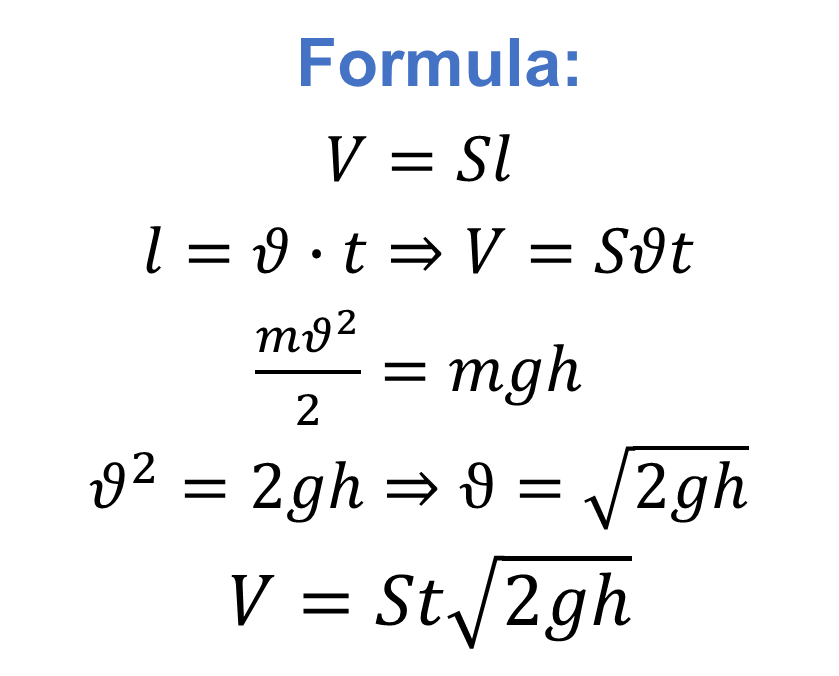 Formula:
V = Sl
l = ϑ · t ⇒ V = Sϑt
mϑ²/2 = mgh
ϑ² = 2gh ⇒ ϑ = √(2gh)
V = St√(2gh)